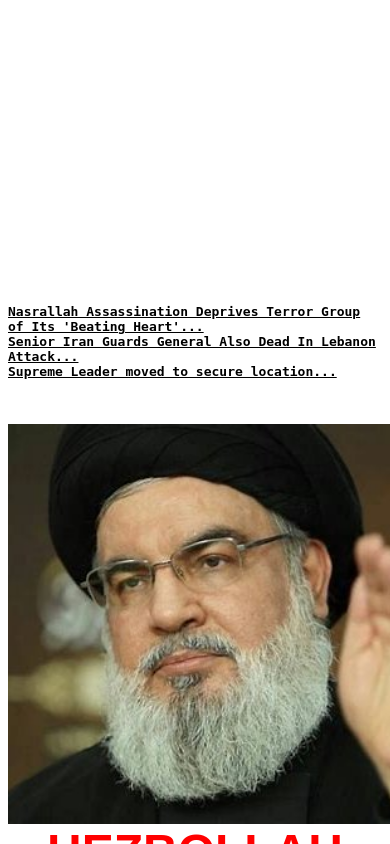 Nasrallah Assassination Deprives Terror Group
of Its 'Beating Heart'...
Senior Iran Guards General Also Dead In Lebanon
Attack...
Supreme Leader moved to secure location...
HEZBOLLAH